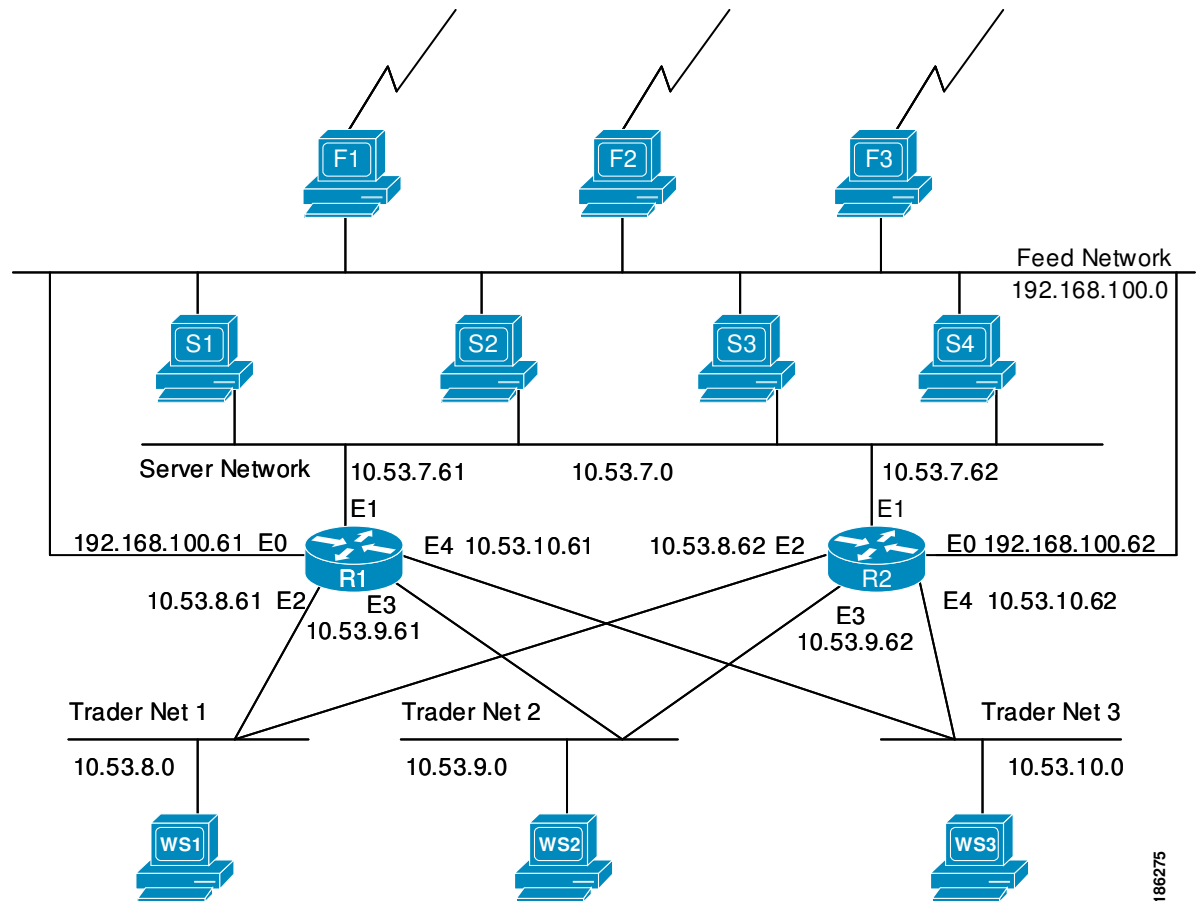 F1
F2
F3
Feed Network
192.168.100.0
S1
S2
S3
S4
Server Network
10.53.7.61
10.53.7.0
10.53.7.62
E1
E1
192.168.100.61 E0
E4 10.53.10.61
10.53.8.62 E2
E0 192.168.100.62
R1
R2
10.53.8.61 E2
E3
10.53.9.61
E3
10.53.9.62
E4 10.53.10.62
Trader Net 1
Trader Net 2
Trader Net 3
10.53.8.0
10.53.9.0
10.53.10.0
WS1
WS2
WS3
186275